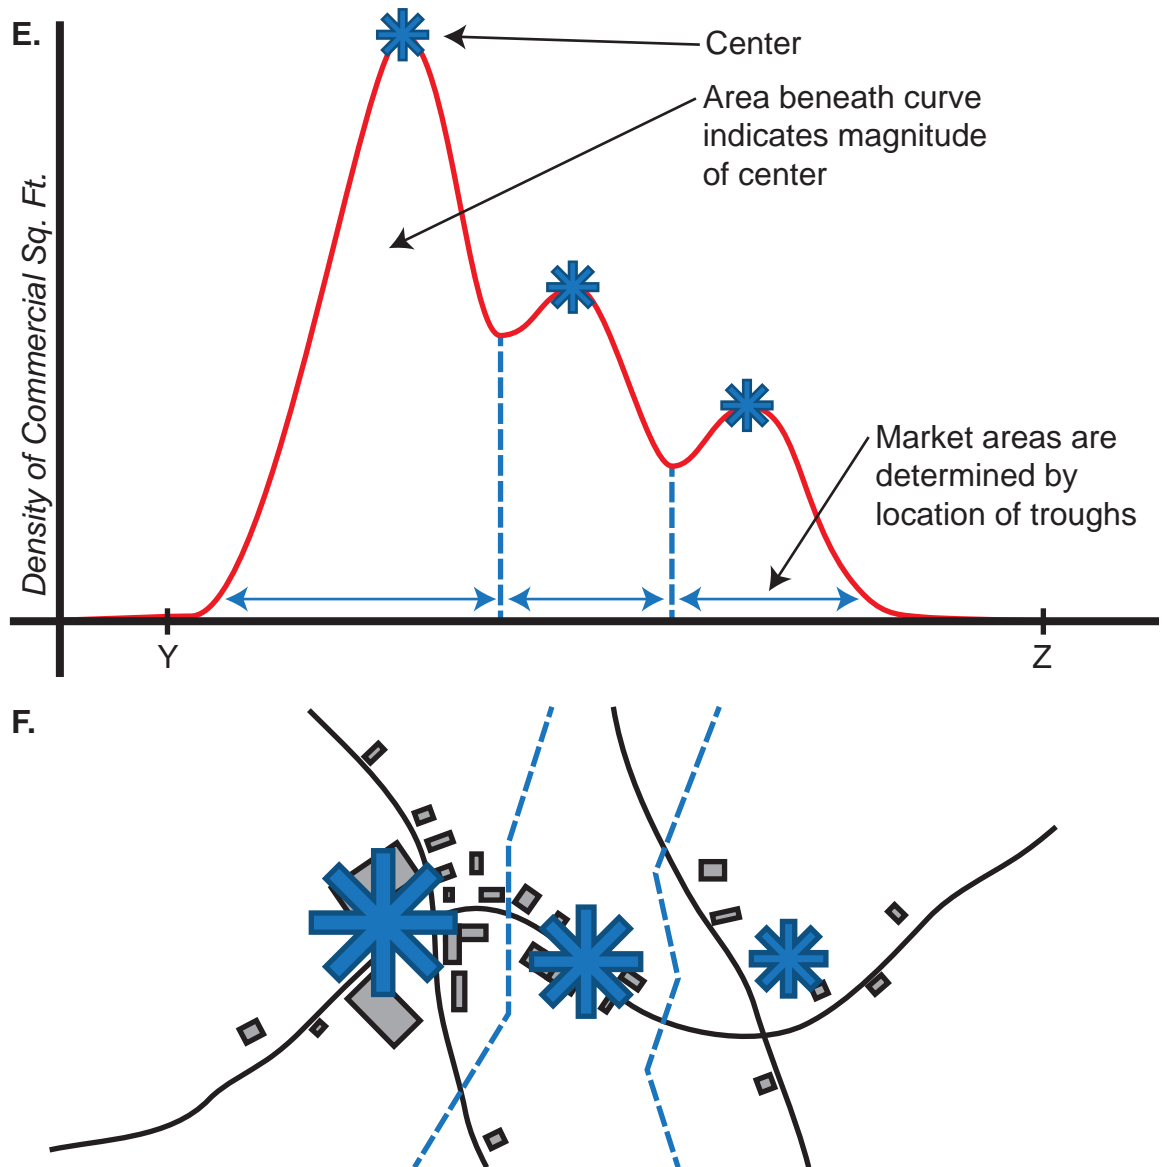 E.
Center
Area beneath curve
indicates magnitude
of center
Density of Commercial Sq. Ft.
Market areas are
determined by
location of troughs
Y
Z
F.